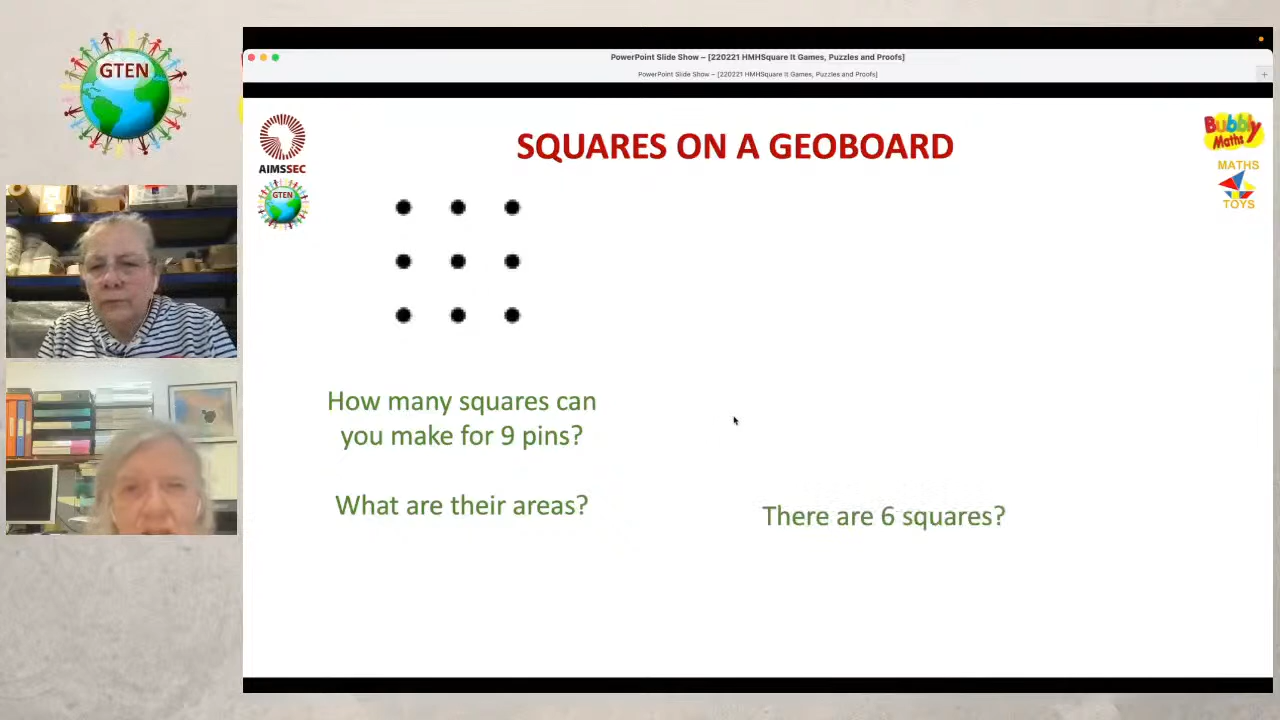 GTEN
PowerPoint Slide Show – [220221 HMHSquare It Games, Puzzles and Proofs]
PowerPoint Slide Show – [220221 HMHSquare It Games, Puzzles and Proofs]
AIMSSEC
GTEN
SQUARES ON A GEOBOARD
Bubbly
Maths
MATHS
TOYS
How many squares can
you make for 9 pins?
What are their areas?
There are 6 squares?